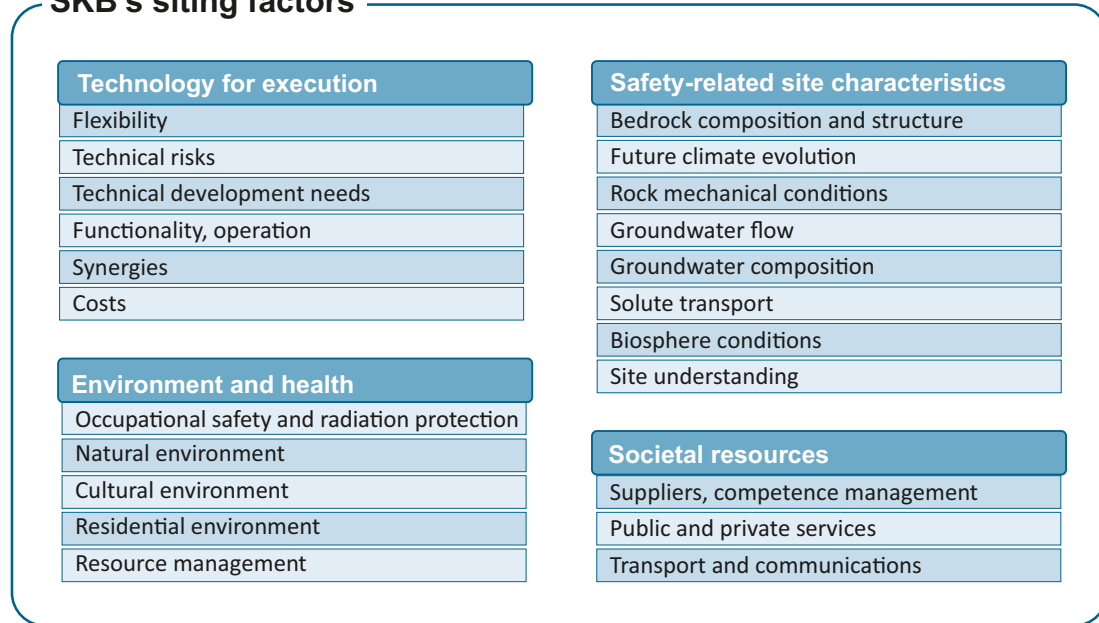 SKB's siting factors
Technology for execution
Flexibility
Technical risks
Technical development needs
Functionality, operation
Synergies
Costs
Environment and health
Occupational safety and radiation protection
Natural environment
Cultural environment
Residential environment
Resource management
Safety-related site characteristics
Bedrock composition and structure
Future climate evolution
Rock mechanical conditions
Groundwater flow
Groundwater composition
Solute transport
Biosphere conditions
Site understanding
Societal resources
Suppliers, competence management
Public and private services
Transport and communications